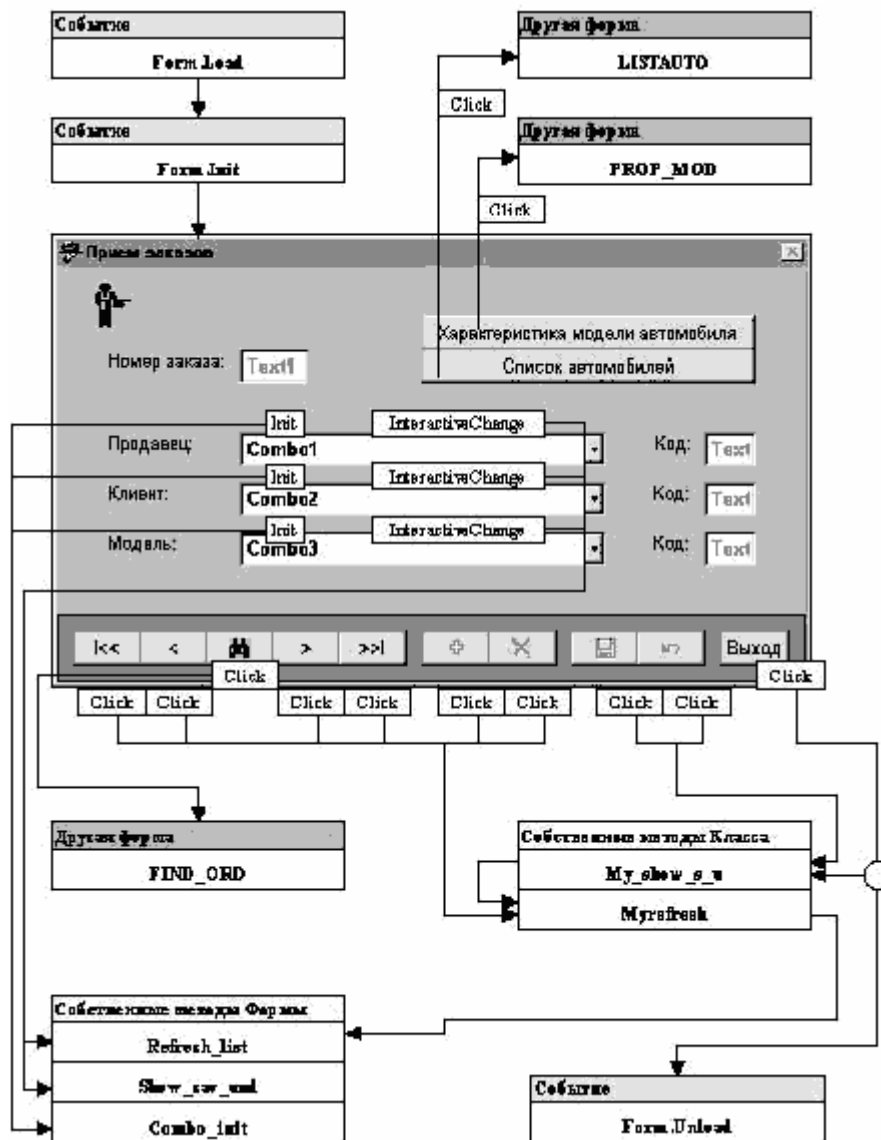 Событие
Другая форма
Form.Load
LISTAUTO
Click
Событие
Другая форма
Form.Init
PROP_MOD
Click
Прием заказов
Характеристика модели автомобиля
Номер заказа: Text1
Список автомобилей
Init InteractiveChange
Продавец: Combo1 Код: Text
Init InteractiveChange
Клиент: Combo2 Код: Text
Init InteractiveChange
Модель: Combo3 Код: Text
|<< < > >>| Выход
Click Click
Click Click Click Click Click Click Click Click
Другая форма
Собственные методы Класса
FIND_ORD
My_show_s_u
Myrefresh
Собственные методы Формы
Refresh_list
Show_sav_und
Событие
Combo_init
Form.Unload